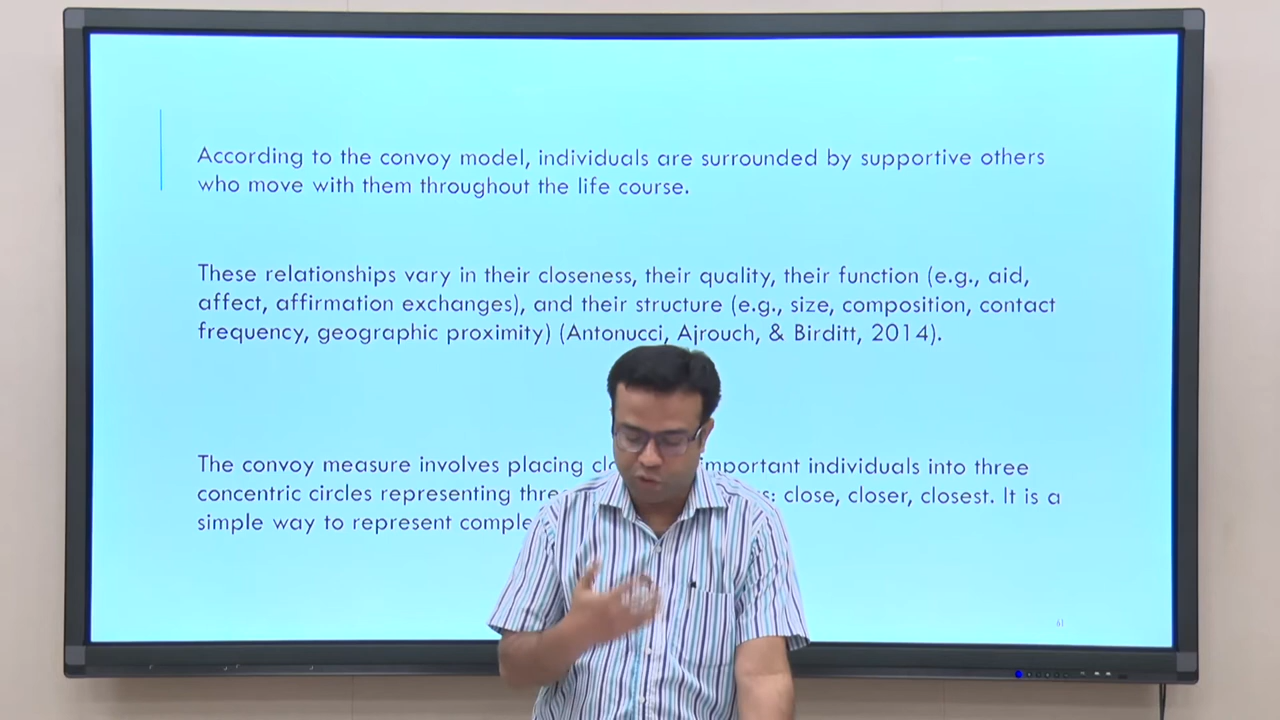 According to the convoy model, individuals are surrounded by supportive others
who move with them throughout the life course.
These relationships vary in their closeness, their quality, their function (e.g., aid,
affect, affirmation exchanges), and their structure (e.g., size, composition, contact
frequency, geographic proximity) (Antonucci, Ajrouch, & Birditt, 2014).
The convoy measure involves placing important individuals into three
concentric circles representing close, closer, closest. It is a
simple way to represent
61